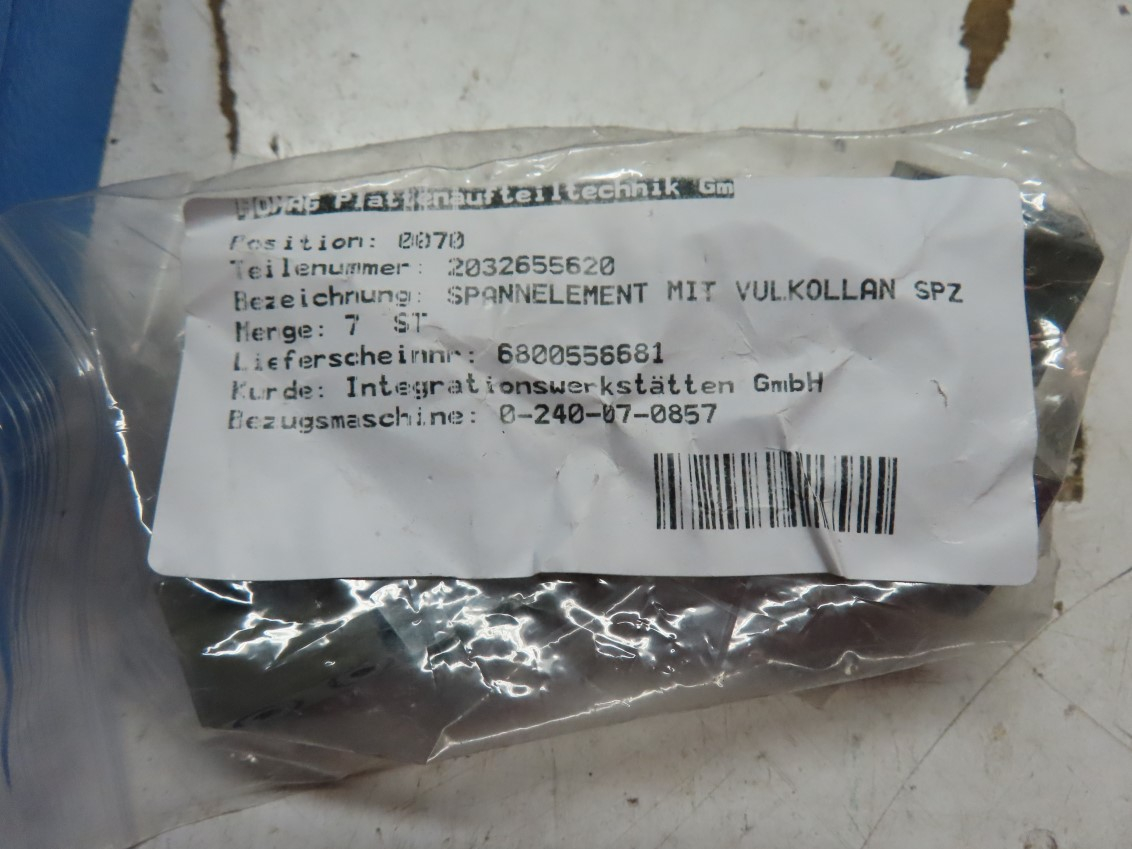 HOMAG Plattenaufteiltechnik Gm
Position: 0070
Teilenummer: 2032655620
Bezeichnung: SPANNELEMENT MIT VULKOLLAN SPZ
Menge: 7 ST
Lieferscheinnr: 6800556681
Kunde: Integrationswerkstätten GmbH
Bezugsmaschine: 0-240-07-0857